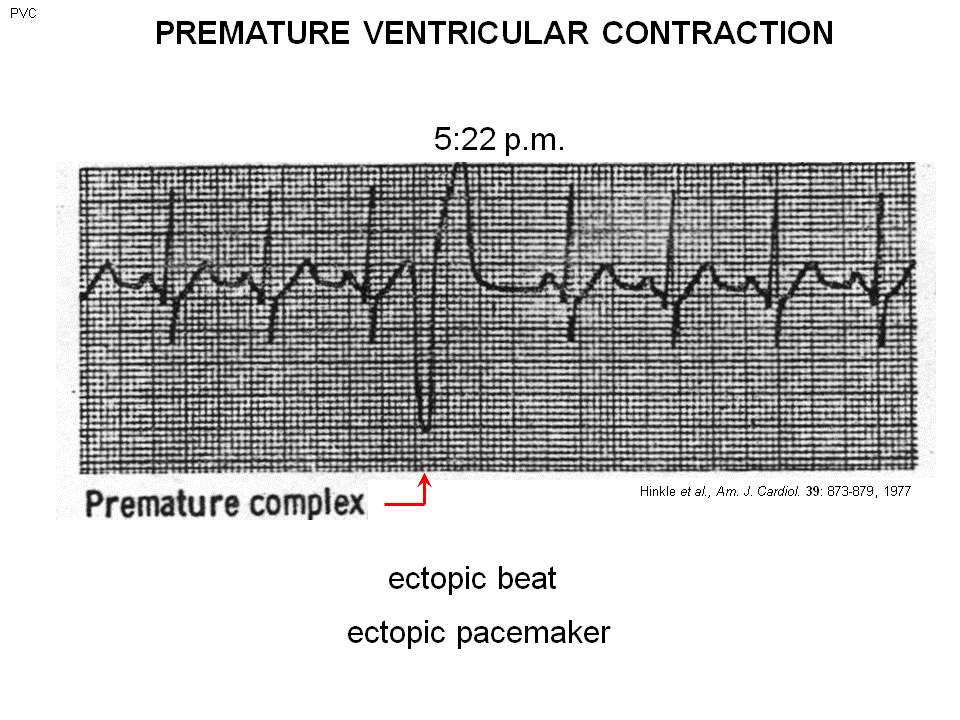 PVC
PREMATURE VENTRICULAR CONTRACTION
5:22 p.m.
Premature complex
Hinkle et al., Am. J. Cardiol. 39: 873-879, 1977
ectopic beat
ectopic pacemaker